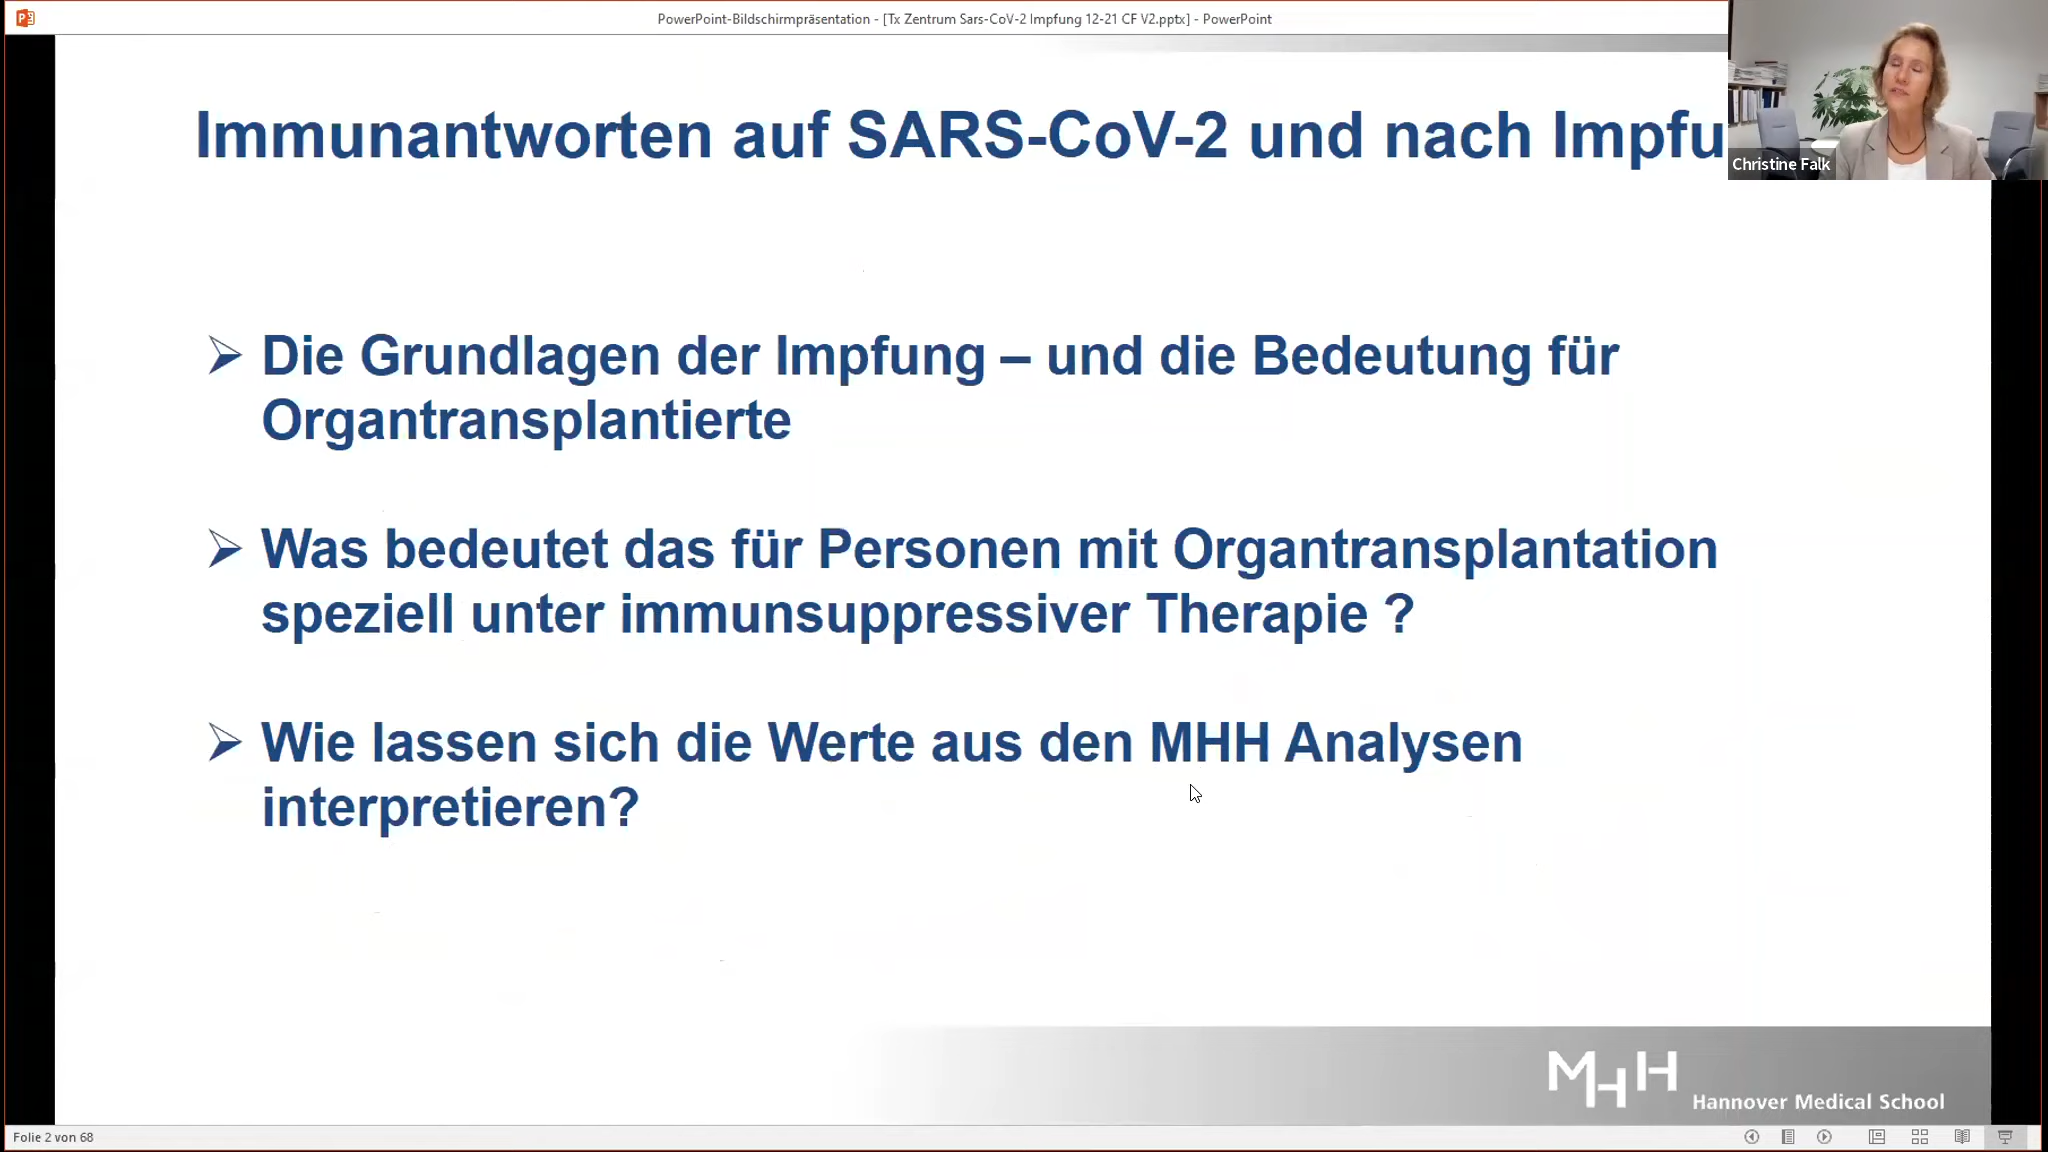 PowerPoint-Bildschirmpräsentation - [Tx Zentrum Sars-CoV-2 Impfung 12-21 CF V2.pptx] - PowerPoint
Immunantworten auf SARS-CoV-2 und nach Impfu
Christine Falk
➢ Die Grundlagen der Impfung – und die Bedeutung für
Organtransplantierte
➢ Was bedeutet das für Personen mit Organtransplantation
speziell unter immunsuppressiver Therapie ?
➢ Wie lassen sich die Werte aus den MHH Analysen
interpretieren?
MHH
Hannover Medical School
Folie 2 von 68